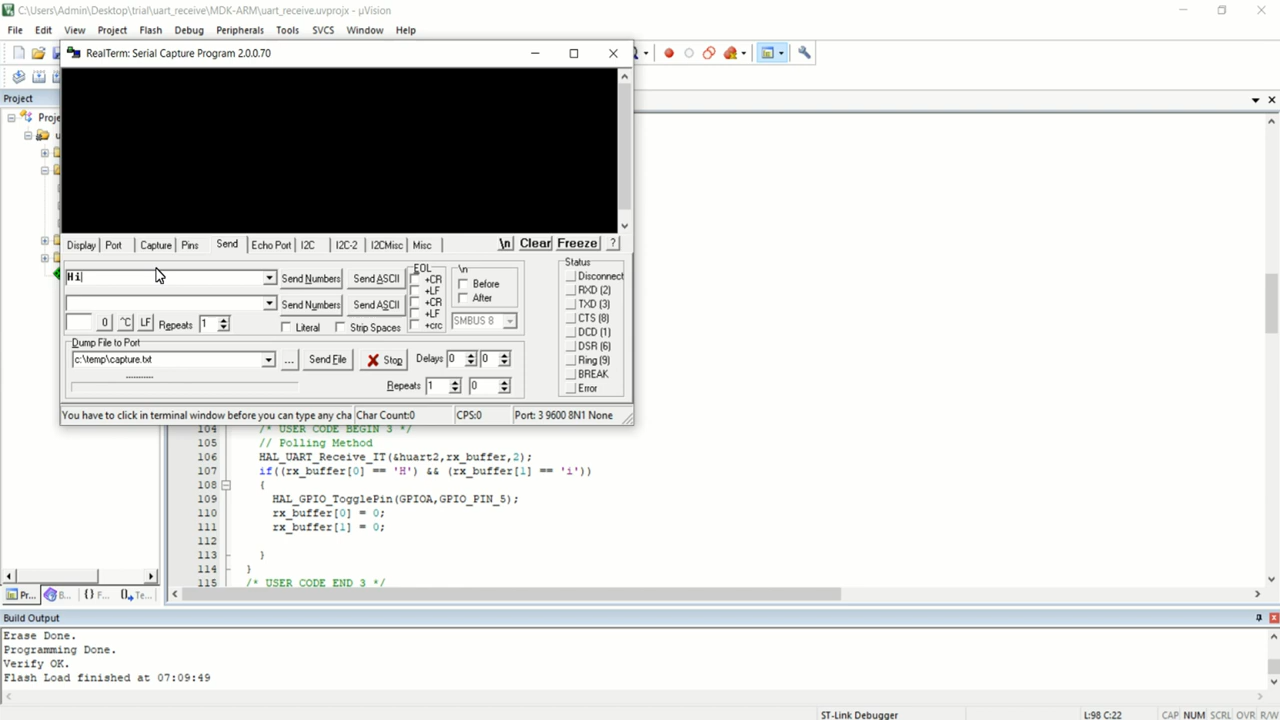 C:\Users\Admin\Desktop\trial\uart_receive\MDK-ARM\uart_receive.uvprojx - µVision
File Edit View Project Flash Debug Peripherals Tools SVCS Window Help
RealTerm: Serial Capture Program 2.0.0.70
Project
Proje
u
Display Port Capture Pins Send Echo Port I2C I2C-2 I2CMisc Misc \n Clear Freeze ?
Hi Send Numbers Send ASCII
Send Numbers Send ASCII
0 ^C LF Repeats 1 Literal Strip Spaces
EOL
+CR
+LF
+CR
+LF
+crc
\n
Before
After
SMBUS 8
Status
Disconnect
RXD (2)
TXD (3)
CTS (8)
DCD (1)
DSR (6)
Ring (9)
BREAK
Error
Dump File to Port
c:\temp\capture.txt ... Send File Stop Delays 0 0
Repeats 1 0
You have to click in terminal window before you can type any cha Char Count:0 CPS:0 Port: 3 9600 8N1 None
104 /* USER CODE BEGIN 3 */
105 // Polling Method
106 HAL_UART_Receive_IT(&huart2,rx_buffer,2);
107 if((rx_buffer[0] == 'H') && (rx_buffer[1] == 'i'))
108 {
109 HAL_GPIO_TogglePin(GPIOA,GPIO_PIN_5);
110 rx_buffer[0] = 0;
111 rx_buffer[1] = 0;
112
113 }
114 }
115 /* USER CODE END 3 */
Pr... B... {} F... Te...
Build Output
Erase Done.
Programming Done.
Verify OK.
Flash Load finished at 07:09:49
ST-Link Debugger L:98 C:22 CAP NUM SCRL OVR R/W